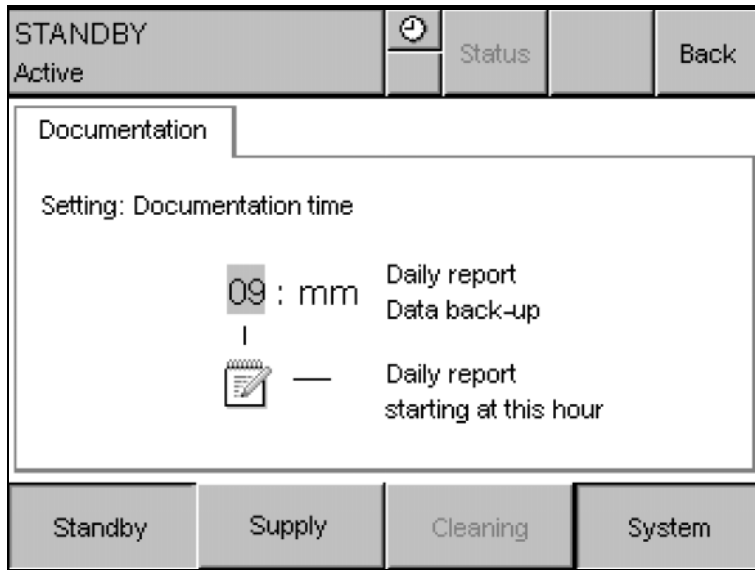 STANDBY
Active
Status
Back
Documentation
Setting: Documentation time
09 : mm
Daily report
Data back-up
Daily report
starting at this hour
Standby
Supply
Cleaning
System